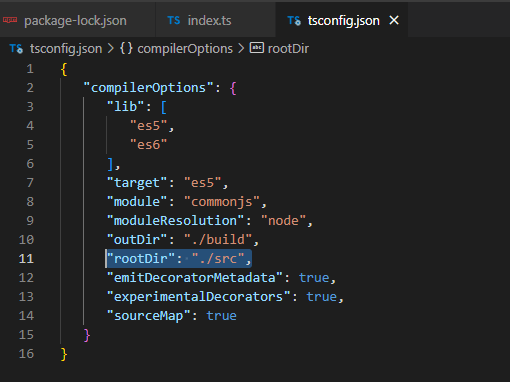 package-lock.json
TS index.ts
TS tsconfig.json ×
TS tsconfig.json > {} compilerOptions > abc rootDir
1 {
2 "compilerOptions": {
3 "lib": [
4 "es5",
5 "es6"
6 ],
7 "target": "es5",
8 "module": "commonjs",
9 "moduleResolution": "node",
10 "outDir": "./build",
11 "rootDir": "./src",
12 "emitDecoratorMetadata": true,
13 "experimentalDecorators": true,
14 "sourceMap": true
15 }
16 }